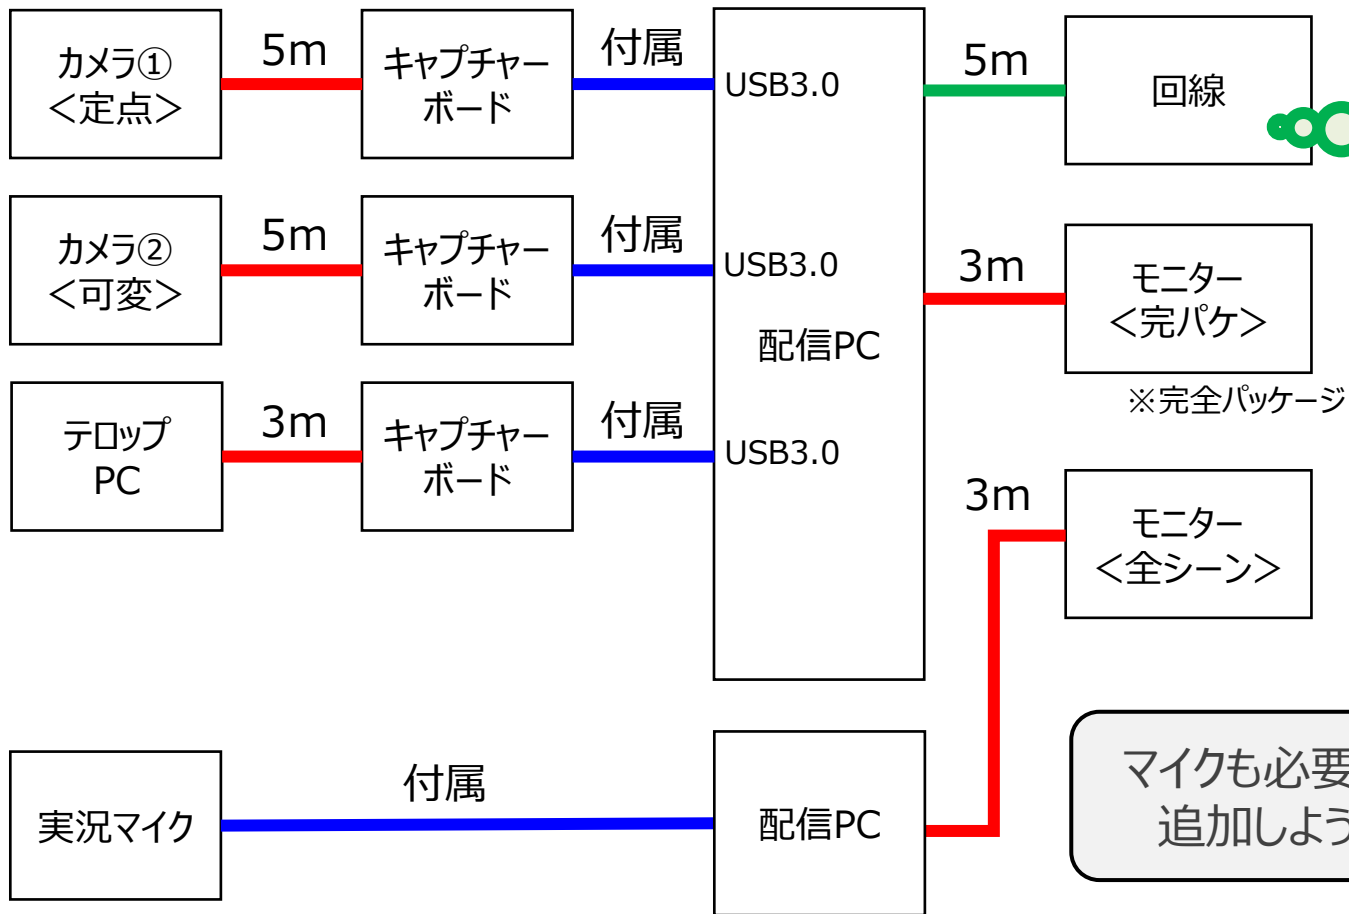 カメラ①
＜定点＞
5m
キャプチャー
ボード
付属
USB3.0
5m
回線
カメラ②
＜可変＞
5m
キャプチャー
ボード
付属
USB3.0
配信PC
3m
モニター
＜完パケ＞
※完全パッケージ
テロップ
PC
3m
キャプチャー
ボード
付属
USB3.0
3m
モニター
＜全シーン＞
実況マイク
付属
配信PC
マイクも必要
追加しよう